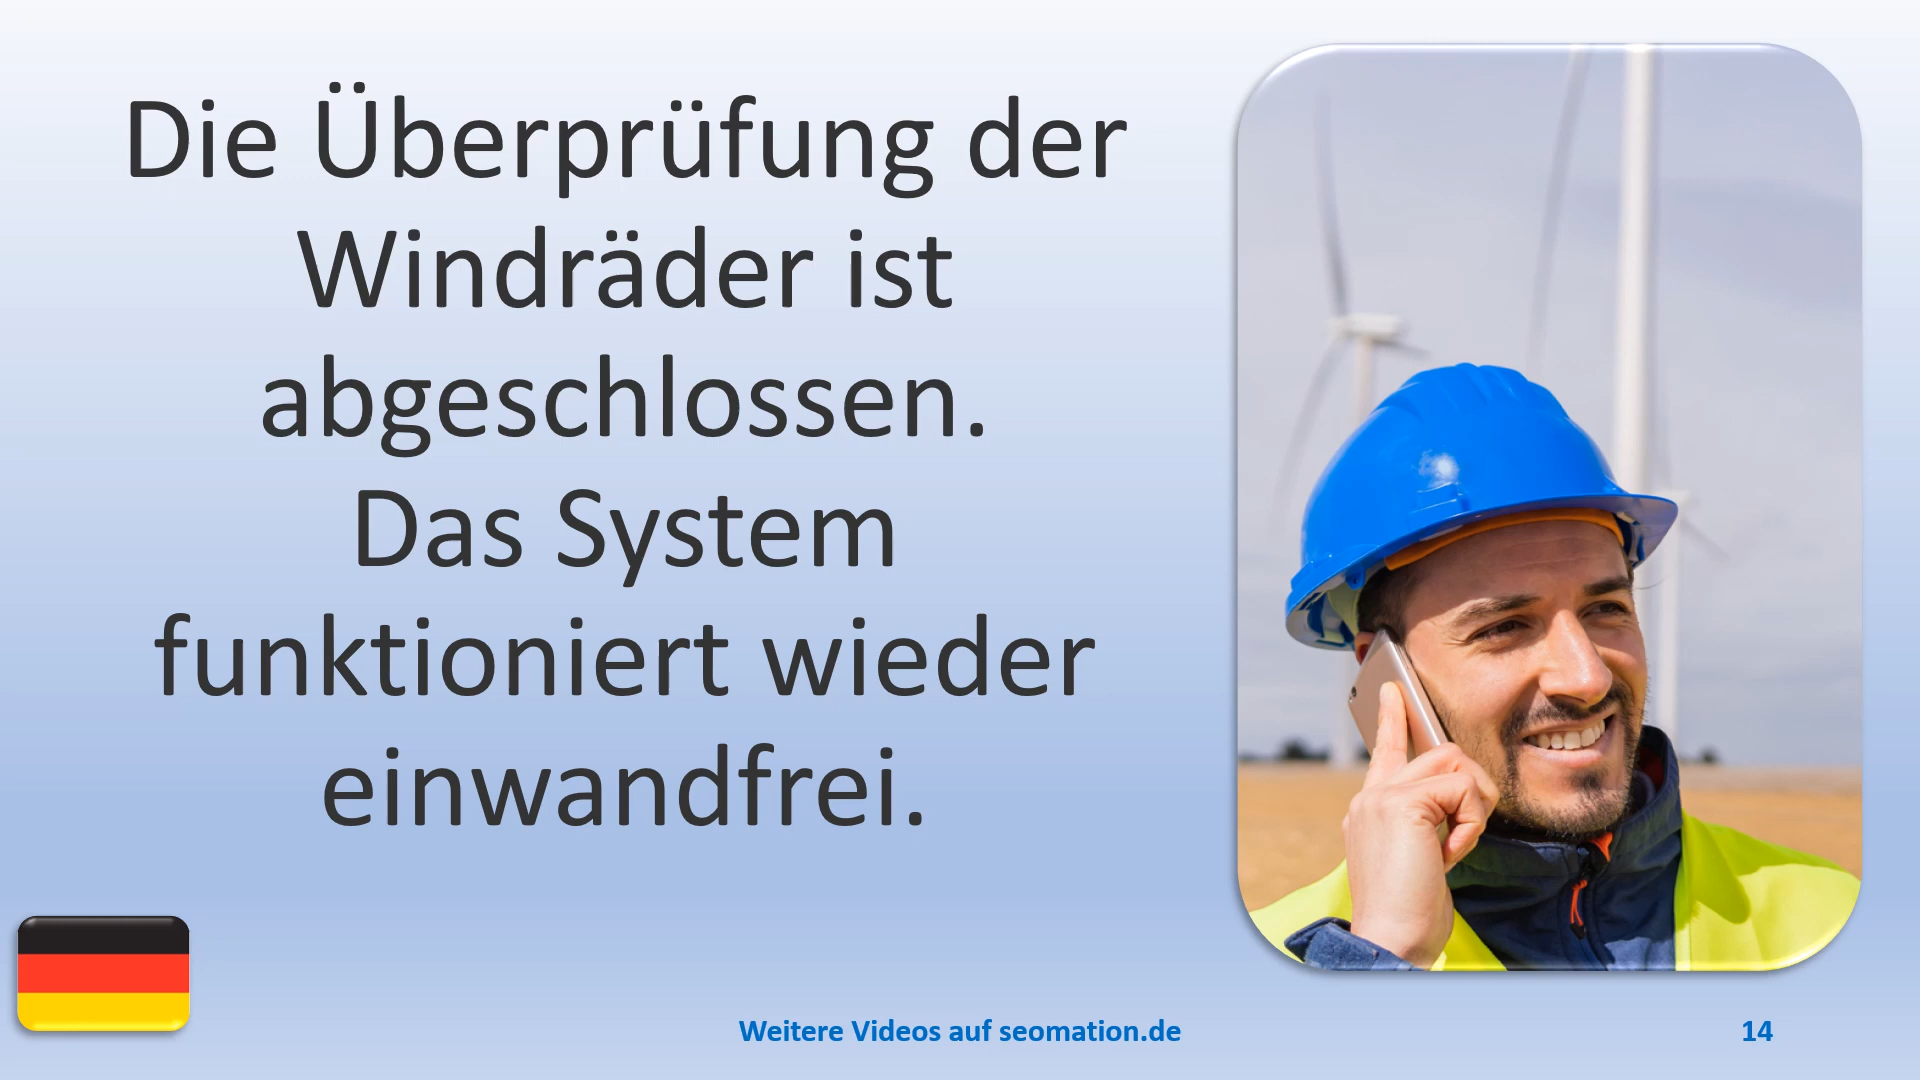 Die Überprüfung der
Windräder ist
abgeschlossen.
Das System
funktioniert wieder
einwandfrei.
Weitere Videos auf seomation.de
14